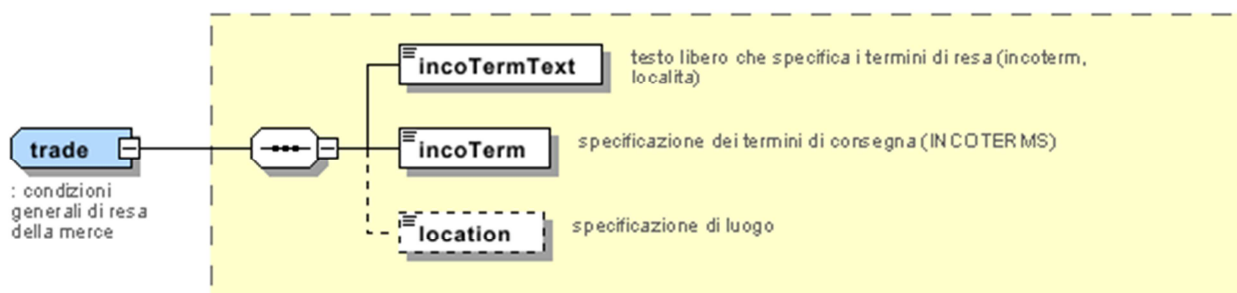 incoTermText
testo libero che specifica i termini di resa (incoterm,
localita)
trade
incoTerm
specificazione dei termini di consegna (INCOTERMS)
: condizioni
generali di resa
della merce
location
specificazione di luogo